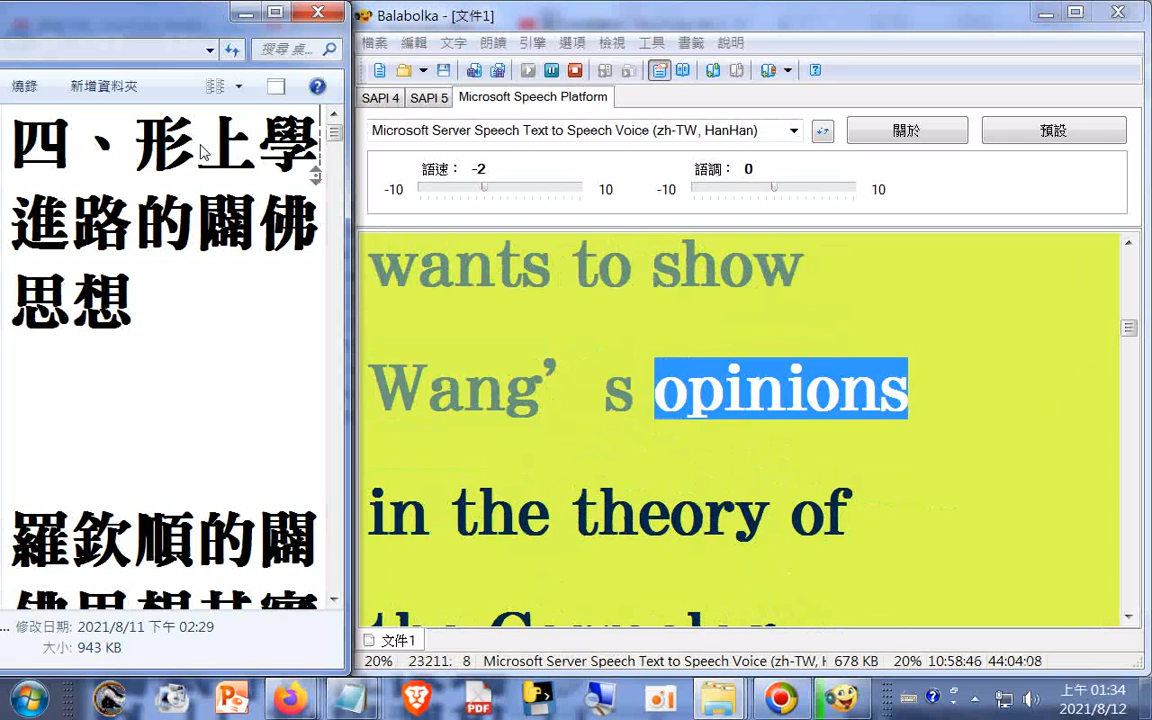 Balabolka - [文件1]
搜尋 桌...
檔案 編輯 文字 朗讀 引擎 選項 檢視 工具 書籤 說明
燒錄 新增資料夾
SAPI 4 SAPI 5 Microsoft Speech Platform
Microsoft Server Speech Text to Speech Voice (zh-TW, HanHan) 關於 預設
語速： -2 語調： 0
-10 10 -10 10
四、形上學
進路的闢佛
思想
羅欽順的闢
佛思想其實
wants to show
Wang’s opinions
in the theory of
修改日期: 2021/8/11 下午 02:29
大小: 943 KB
文件1
20% 23211: 8 Microsoft Server Speech Text to Speech Voice (zh-TW, H 678 KB 20% 10:58:46 44:04:08
PDF
上午 01:34
2021/8/12